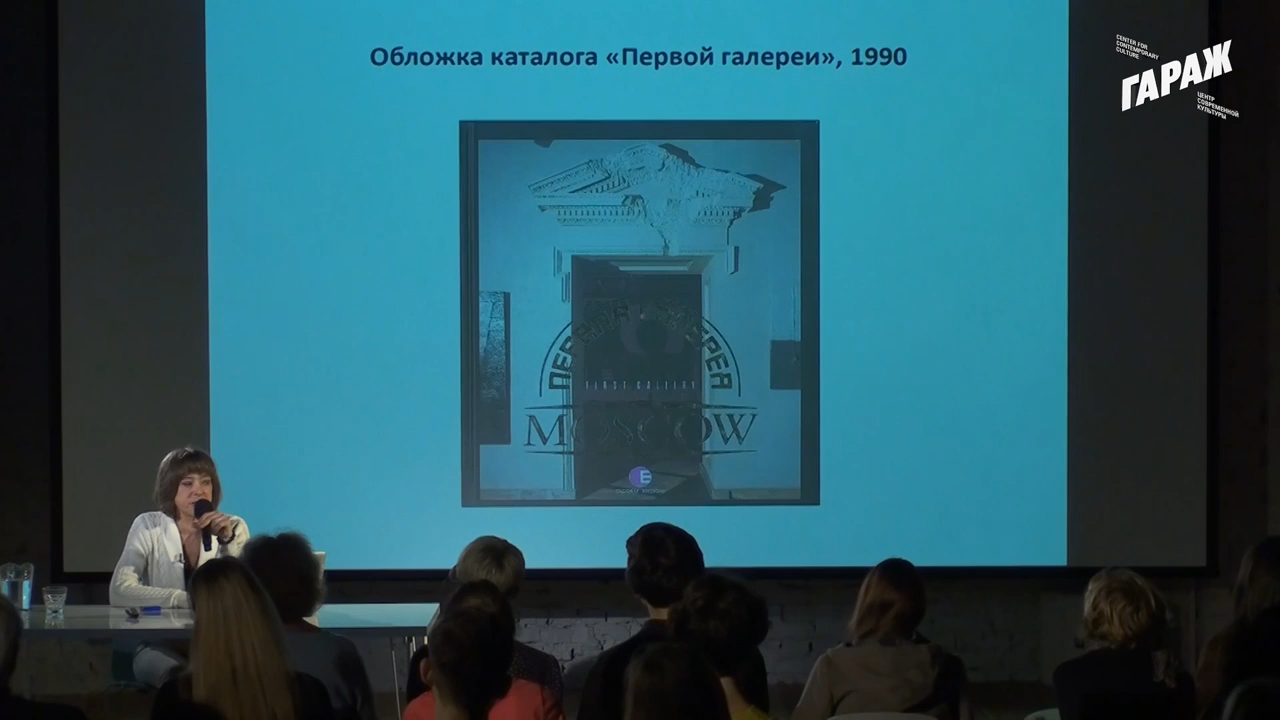 Обложка каталога «Первой галереи», 1990
CENTER FOR
CONTEMPORARY
CULTURE
ГАРАЖ
ЦЕНТР
СОВРЕМЕННОЙ
КУЛЬТУРЫ
ПЕРВАЯ ГАЛЕРЕЯ
FIRST GALLERY
MOSCOW